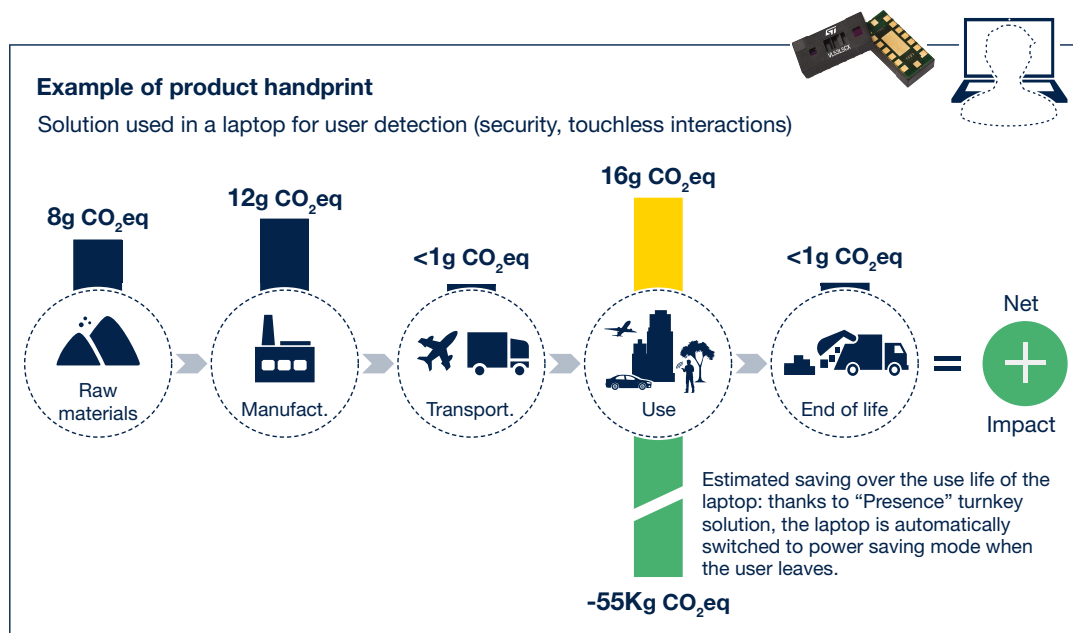 Example of product handprint
Solution used in a laptop for user detection (security, touchless interactions)
8g CO₂eq
12g CO₂eq
<1g CO₂eq
16g CO₂eq
<1g CO₂eq
Raw
materials
Manufact.
Transport.
Use
End of life
=
Net
+
Impact
Estimated saving over the use life of the
laptop: thanks to “Presence” turnkey
solution, the laptop is automatically
switched to power saving mode when
the user leaves.
-55Kg CO₂eq